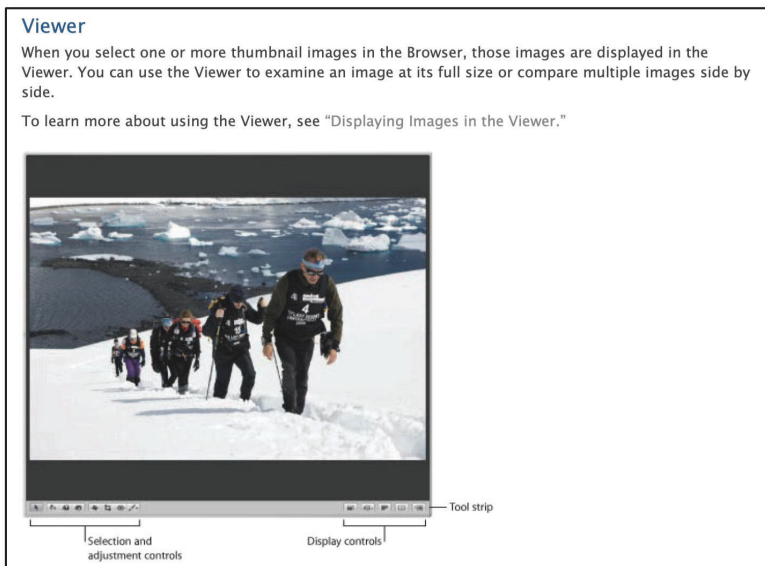 Viewer
When you select one or more thumbnail images in the Browser, those images are displayed in the
Viewer. You can use the Viewer to examine an image at its full size or compare multiple images side by
side.
To learn more about using the Viewer, see “Displaying Images in the Viewer.”
4
Tool strip
Selection and
adjustment controls
Display controls